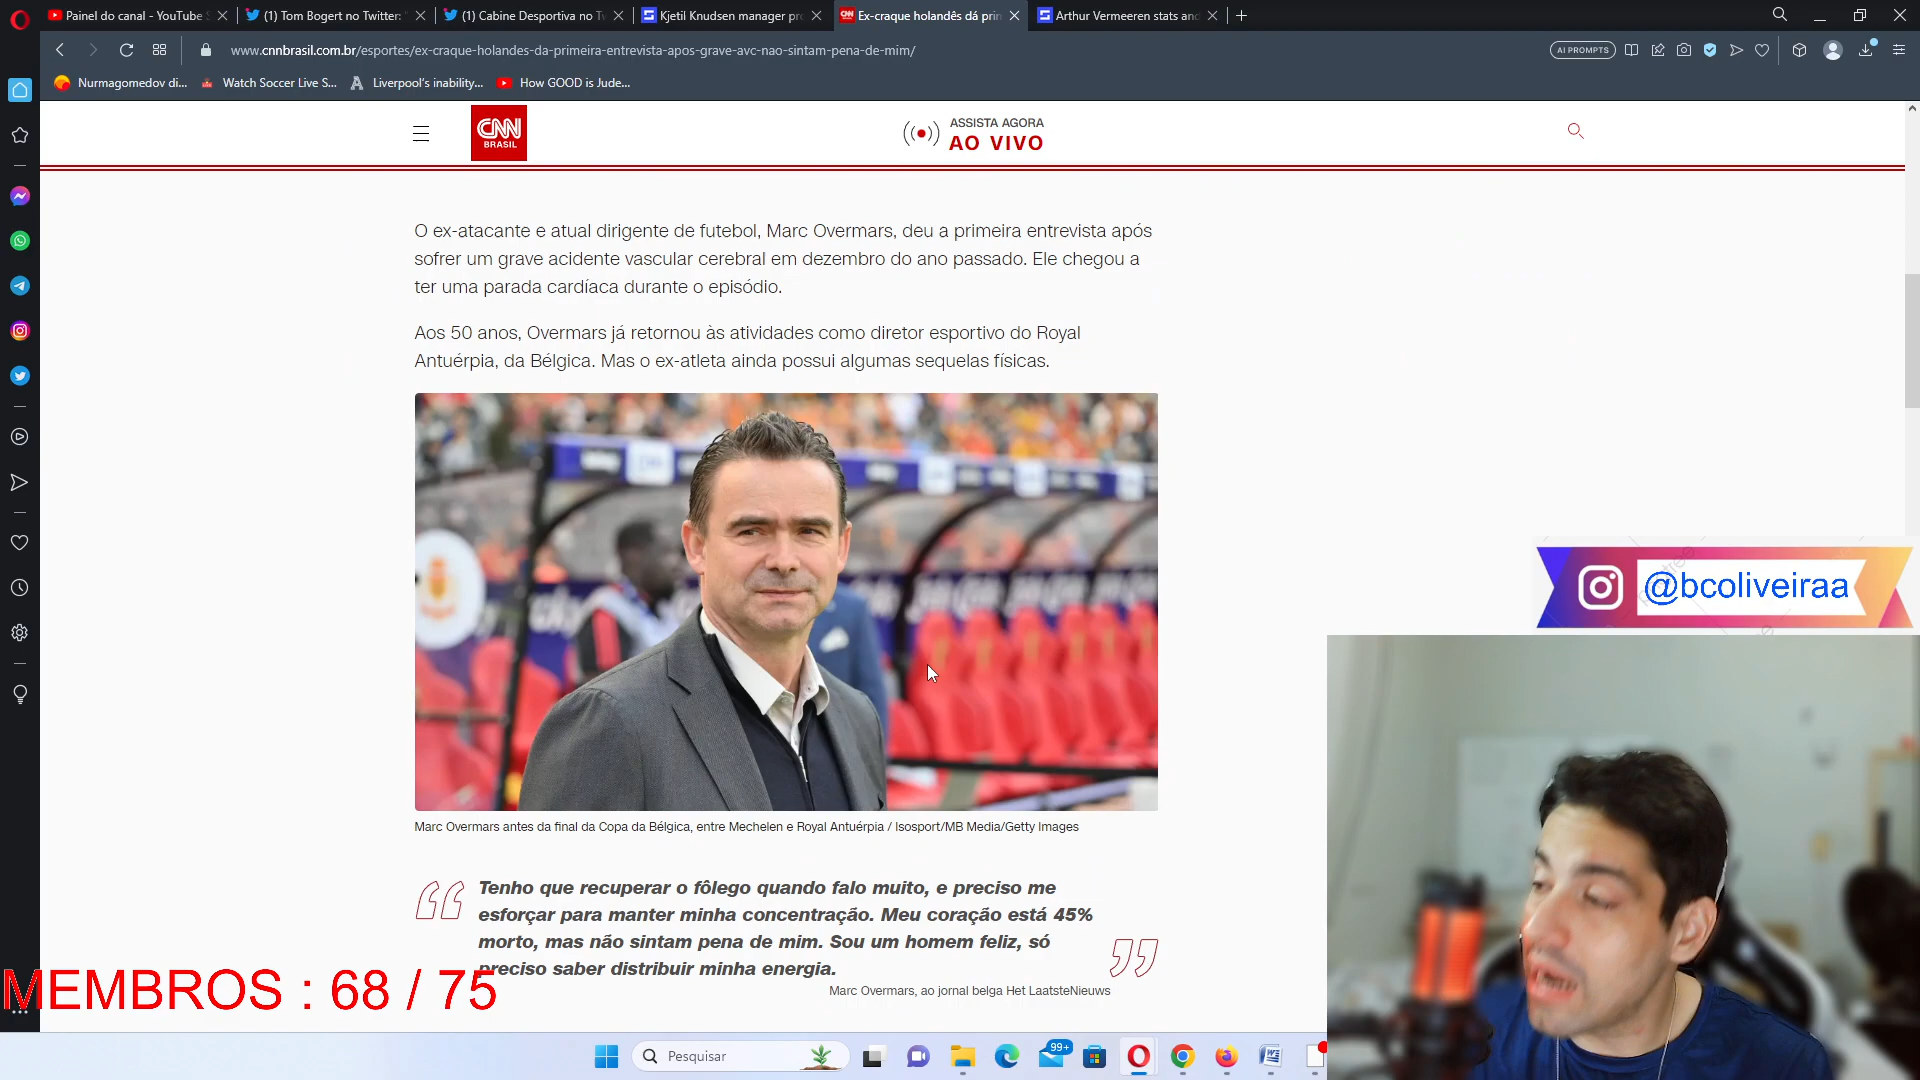 Painel do canal - YouTube S
(1) Tom Bogert no Twitter: "
(1) Cabine Desportiva no Tw
Kjetil Knudsen manager pro
Ex-craque holandês dá prim
Arthur Vermeeren stats and
www.cnnbrasil.com.br/esportes/ex-craque-holandes-da-primeira-entrevista-apos-grave-avc-nao-sintam-pena-de-mim/
AI PROMPTS
Nurmagomedov di...
Watch Soccer Live S...
Liverpool's inability...
How GOOD is Jude...
CNN
BRASIL
ASSISTA AGORA
AO VIVO
O ex-atacante e atual dirigente de futebol, Marc Overmars, deu a primeira entrevista após
sofrer um grave acidente vascular cerebral em dezembro do ano passado. Ele chegou a
ter uma parada cardíaca durante o episódio.
Aos 50 anos, Overmars já retornou às atividades como diretor esportivo do Royal
Antuérpia, da Bélgica. Mas o ex-atleta ainda possui algumas sequelas físicas.
@bcoliveiraa
Marc Overmars antes da final da Copa da Bélgica, entre Mechelen e Royal Antuérpia / Isosport/MB Media/Getty Images
Tenho que recuperar o fôlego quando falo muito, e preciso me
esforçar para manter minha concentração. Meu coração está 45%
morto, mas não sintam pena de mim. Sou um homem feliz, só
preciso saber distribuir minha energia.
Marc Overmars, ao jornal belga Het LaatsteNieuws
MEMBROS : 68 / 75
Pesquisar
99+